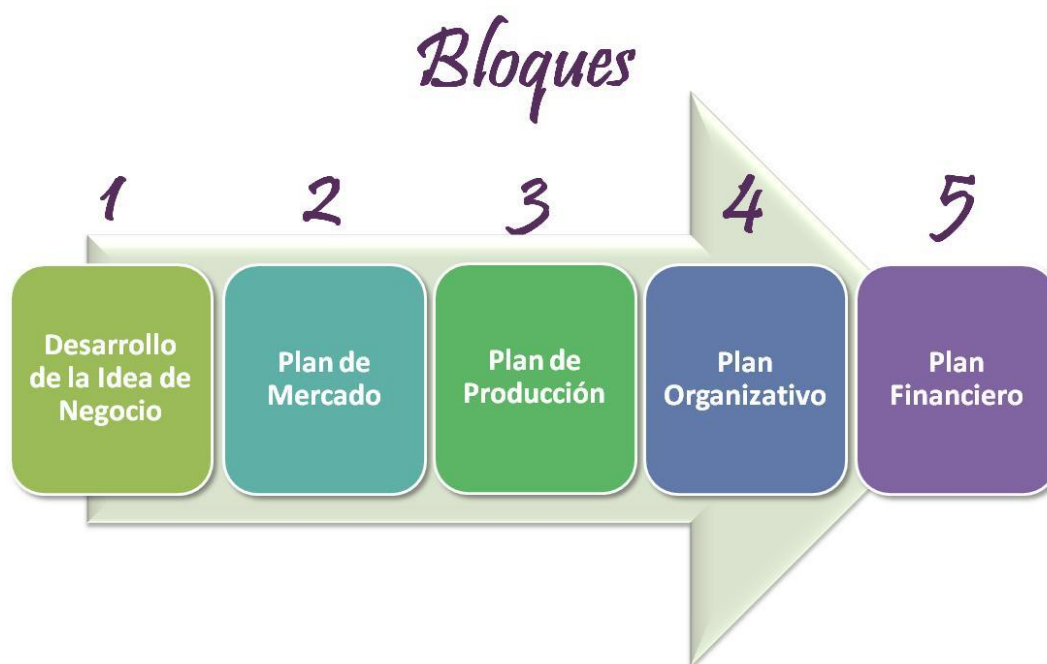 Bloques
1 2 3 4 5
Desarrollo
de la Idea de
Negocio
Plan de
Mercado
Plan de
Producción
Plan
Organizativo
Plan
Financiero